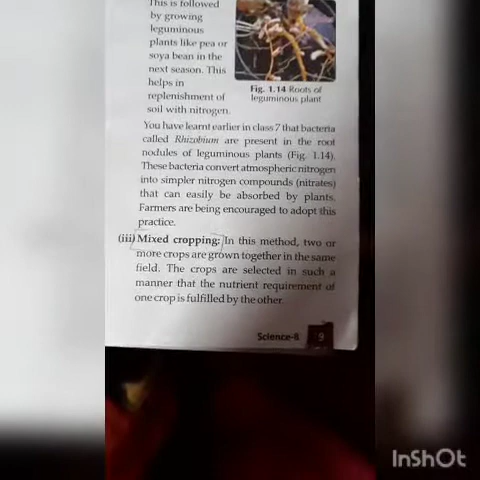 This is followed
by growing
leguminous
plants like pea or
soya bean in the
next season. This
helps in
replenishment of
soil with nitrogen.
Fig. 1.14 Roots of
leguminous plant
You have learnt earlier in class 7 that bacteria
called Rhizobium are present in the root
nodules of leguminous plants (Fig. 1.14).
These bacteria convert atmospheric nitrogen
into simpler nitrogen compounds (nitrates)
that can easily be absorbed by plants.
Farmers are being encouraged to adopt this
practice.
(iii) Mixed cropping: In this method, two or
more crops are grown together in the same
field. The crops are selected in such a
manner that the nutrient requirement of
one crop is fulfilled by the other.
Science-8 9
InShOt